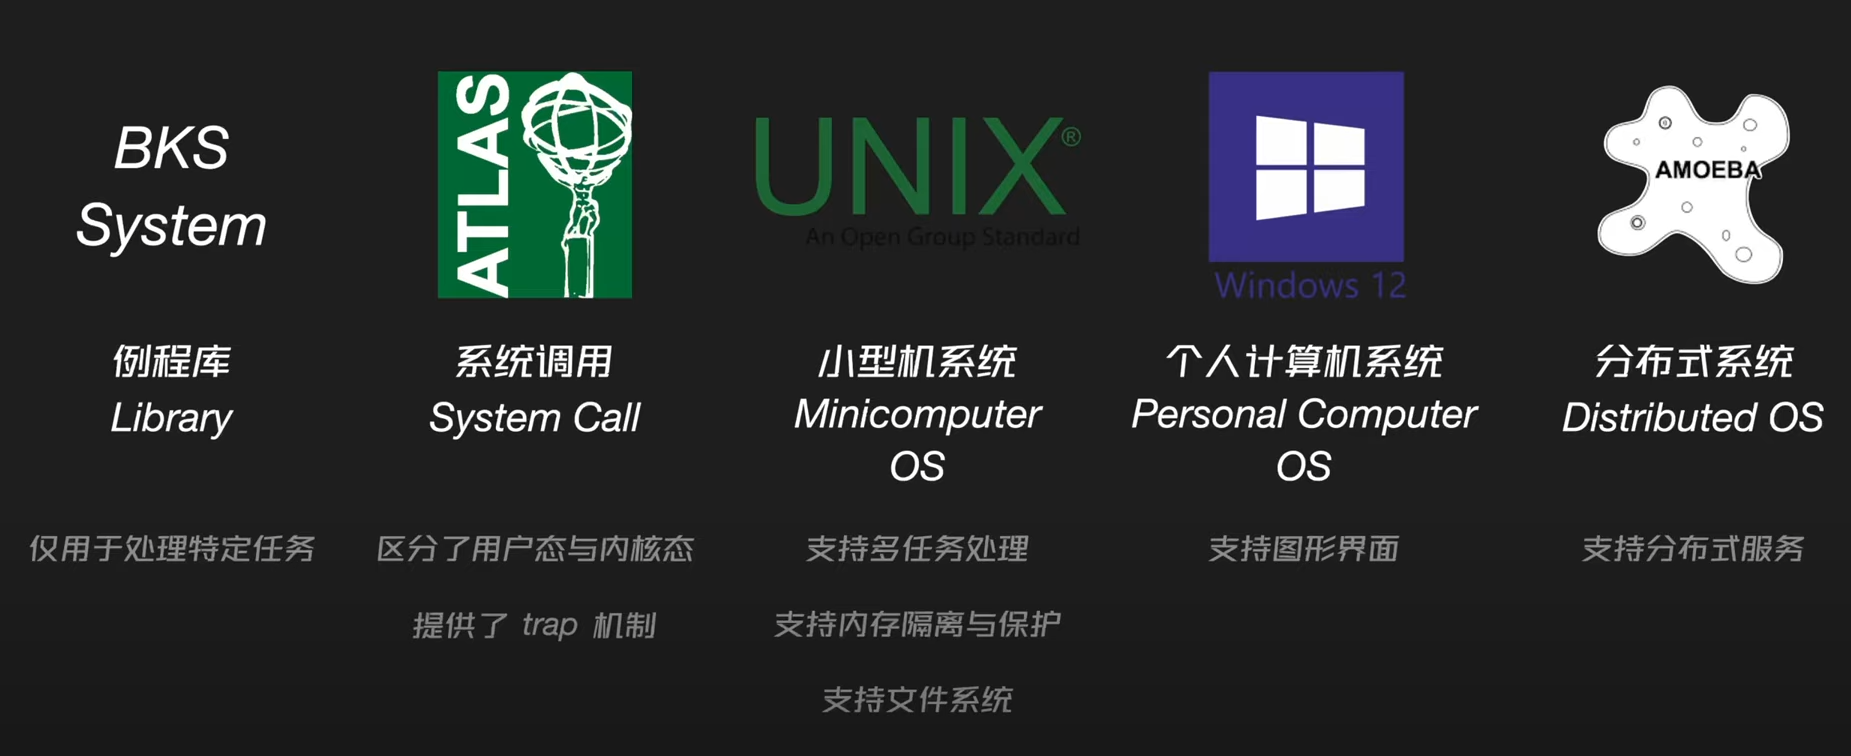 BKS
System
ATLAS
UNIX®
An Open Group Standard
Windows 12
AMOEBA
例程库
Library
系统调用
System Call
小型机系统
Minicomputer
OS
个人计算机系统
Personal Computer
OS
分布式系统
Distributed OS
仅用于处理特定任务
区分了用户态与内核态
提供了 trap 机制
支持多任务处理
支持内存隔离与保护
支持文件系统
支持图形界面
支持分布式服务